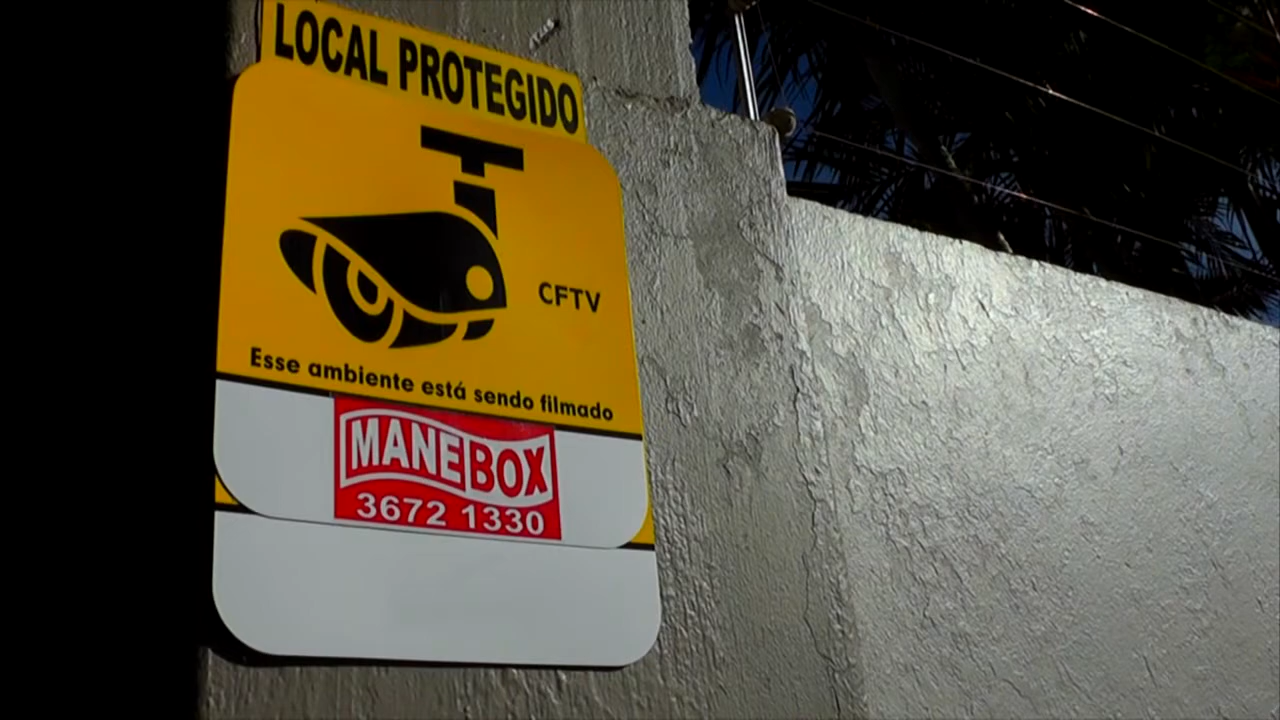 LOCAL PROTEGIDO
CFTV
Esse ambiente está sendo filmado
MANEBOX
3672 1330